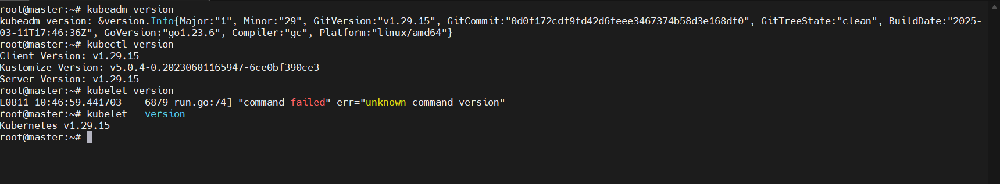 root@master:~# kubeadm version
kubeadm version: &version.Info{Major:"1", Minor:"29", GitVersion:"v1.29.15", GitCommit:"0d0f172cdf9fd42d6feee3467374b58d3e168df0", GitTreeState:"clean", BuildDate:"2025-
03-11T17:46:36Z", GoVersion:"go1.23.6", Compiler:"gc", Platform:"linux/amd64"}
root@master:~# kubectl version
Client Version: v1.29.15
Kustomize Version: v5.0.4-0.20230601165947-6ce0bf390ce3
Server Version: v1.29.15
root@master:~# kubelet version
E0811 10:46:59.441703    6879 run.go:74] "command failed" err="unknown command version"
root@master:~# kubelet --version
Kubernetes v1.29.15
root@master:~#